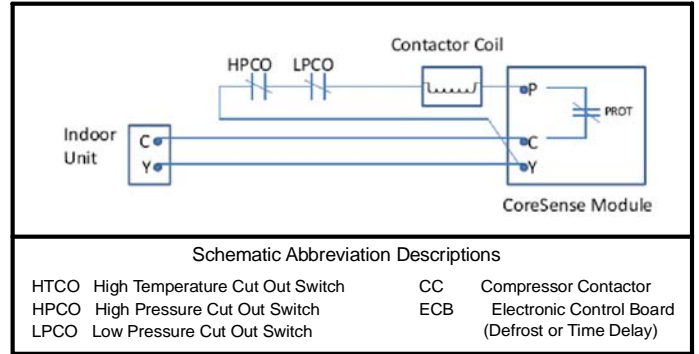 Contactor Coil
HPCO LPCO
P
PROT
Indoor
Unit
C
C
Y
Y
CoreSense Module
Schematic Abbreviation Descriptions
HTCO High Temperature Cut Out Switch
HPCO High Pressure Cut Out Switch
LPCO Low Pressure Cut Out Switch
CC Compressor Contactor
ECB Electronic Control Board
(Defrost or Time Delay)